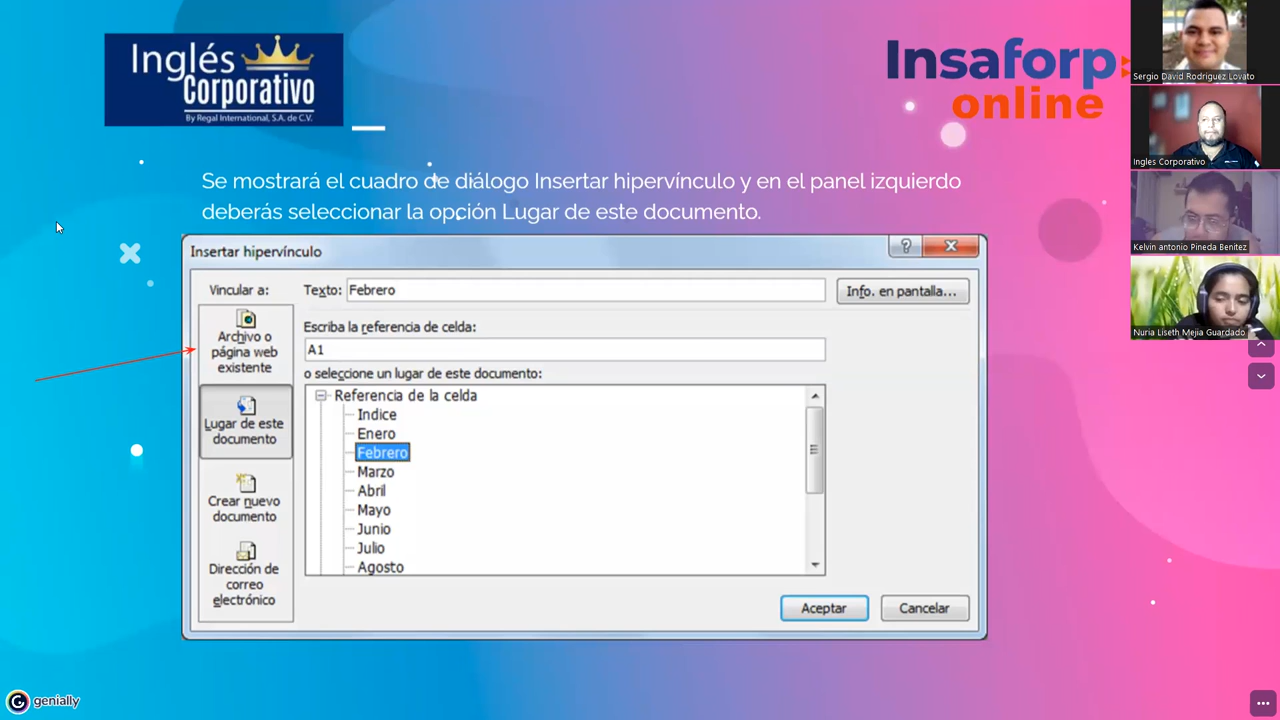 Inglés
Corporativo
By Regal International, S.A. de C.V.
Insaforp
online
Se mostrará el cuadro de diálogo Insertar hipervínculo y en el panel izquierdo
deberás seleccionar la opción Lugar de este documento.
Insertar hipervínculo
?
Vincular a:
Texto: Febrero
Info. en pantalla...
Archivo o
página web
existente
Escriba la referencia de celda:
A1
o seleccione un lugar de este documento:
Referencia de la celda
Indice
Enero
Febrero
Marzo
Abril
Mayo
Junio
Julio
Agosto
Lugar de este
documento
Crear nuevo
documento
Dirección de
correo
electrónico
Aceptar
Cancelar
genially
Sergio David Rodriguez Lovato
Ingles Corporativo
Kelvin antonio Pineda Benitez
Nuria Liseth Mejia Guardado